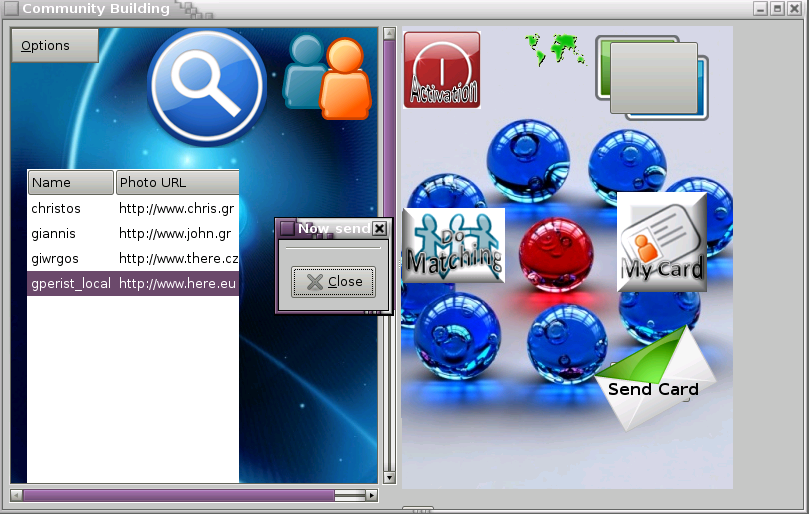 Community Building
Options
Activation
Name Photo URL
christos http://www.chris.gr
giannis http://www.john.gr
giwrgos http://www.there.cz
gperist_local http://www.here.eu
Now send
Close
Do
Matching
My Card
Send Card